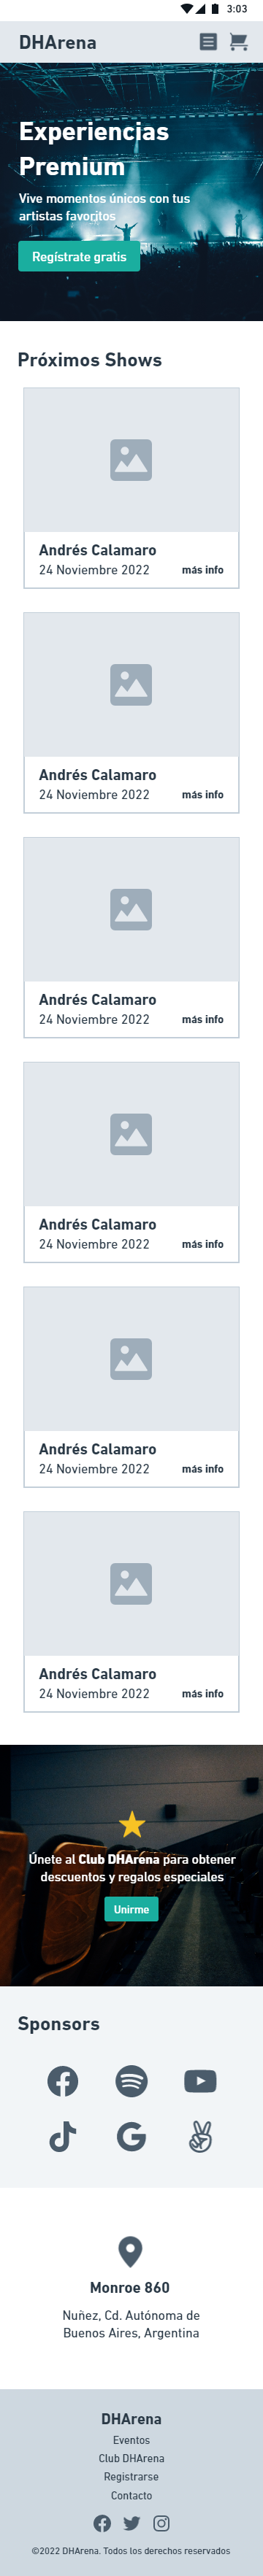 3:03
DHArena
Experiencias
Premium
Vive momentos únicos con tus
artistas favoritos
Regístrate gratis
Próximos Shows
Andrés Calamaro
24 Noviembre 2022 más info
Andrés Calamaro
24 Noviembre 2022 más info
Andrés Calamaro
24 Noviembre 2022 más info
Andrés Calamaro
24 Noviembre 2022 más info
Andrés Calamaro
24 Noviembre 2022 más info
Andrés Calamaro
24 Noviembre 2022 más info
Únete al Club DHArena para obtener
descuentos y regalos especiales
Unirme
Sponsors
Monroe 860
Nuñez, Cd. Autónoma de
Buenos Aires, Argentina
DHArena
Eventos
Club DHArena
Registrarse
Contacto
©2022 DHArena. Todos los derechos reservados